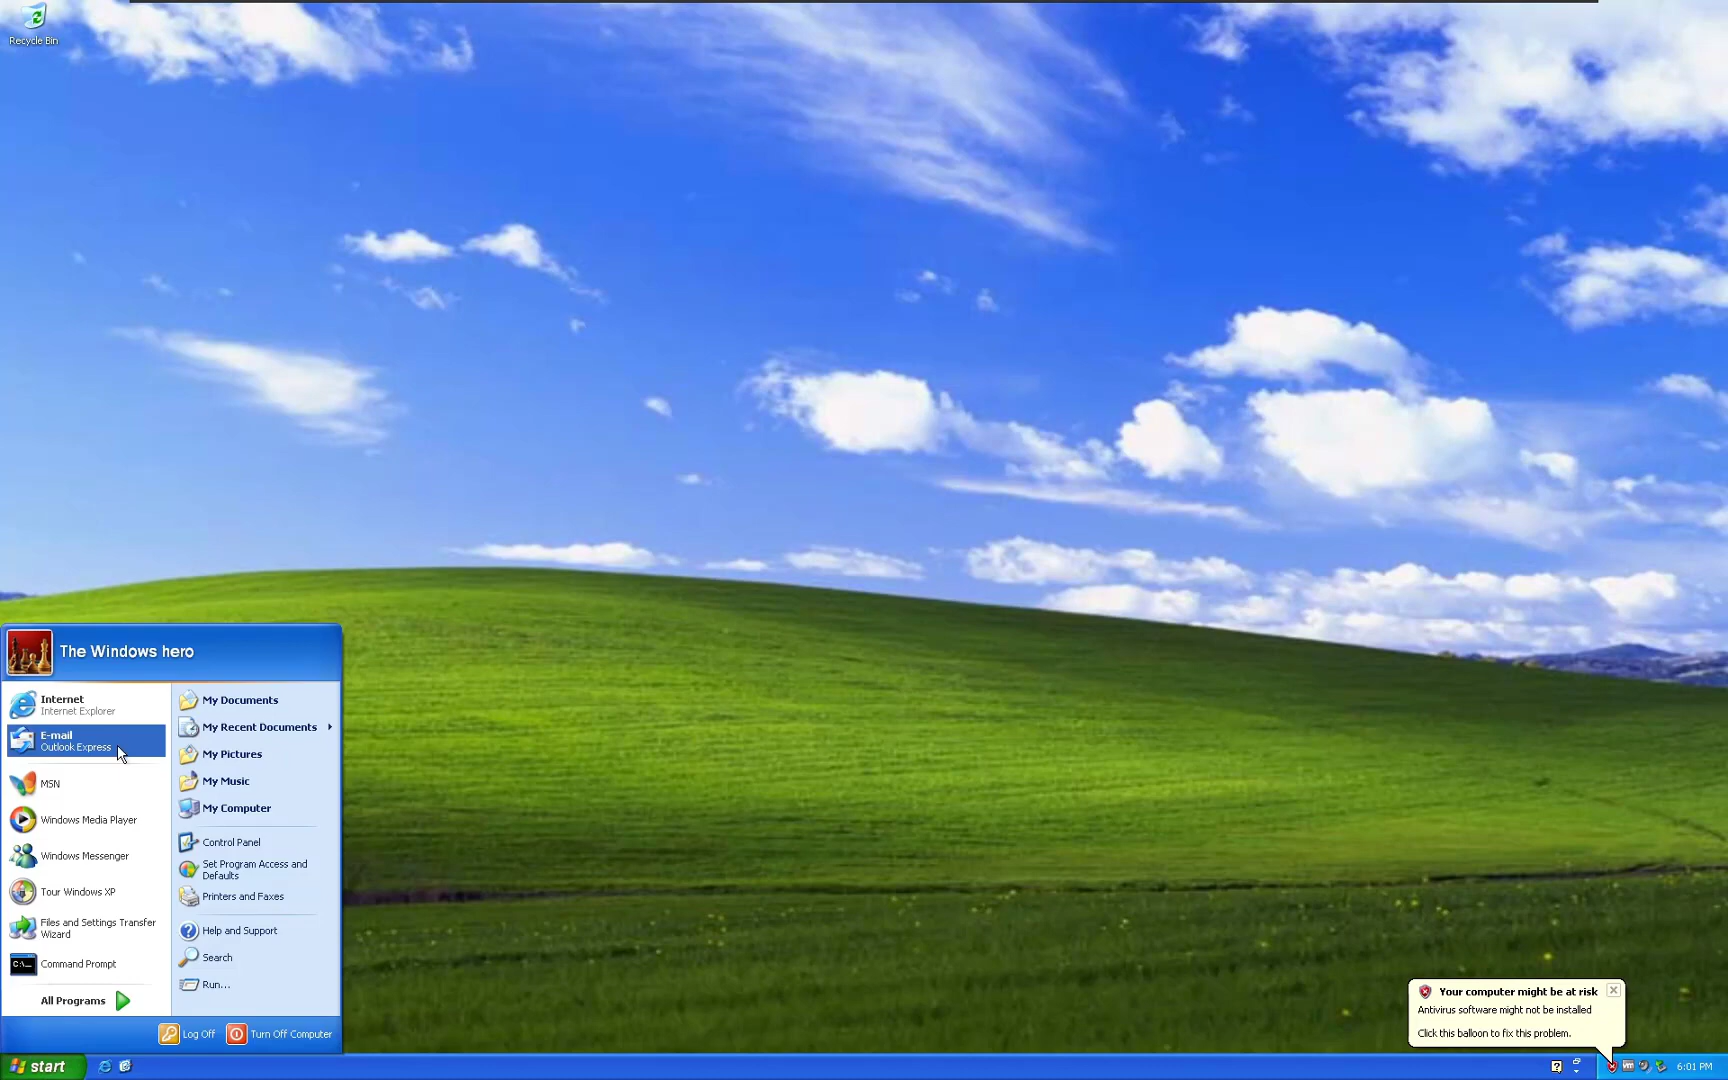 Recycle Bin
The Windows hero
Internet
Internet Explorer
E-mail
Outlook Express
MSN
Windows Media Player
Windows Messenger
Tour Windows XP
Files and Settings Transfer
Wizard
Command Prompt
All Programs
My Documents
My Recent Documents
My Pictures
My Music
My Computer
Control Panel
Set Program Access and
Defaults
Printers and Faxes
Help and Support
Search
Run...
Log Off
Turn Off Computer
Your computer might be at risk
Antivirus software might not be installed
Click this balloon to fix this problem.
start
6:01 PM